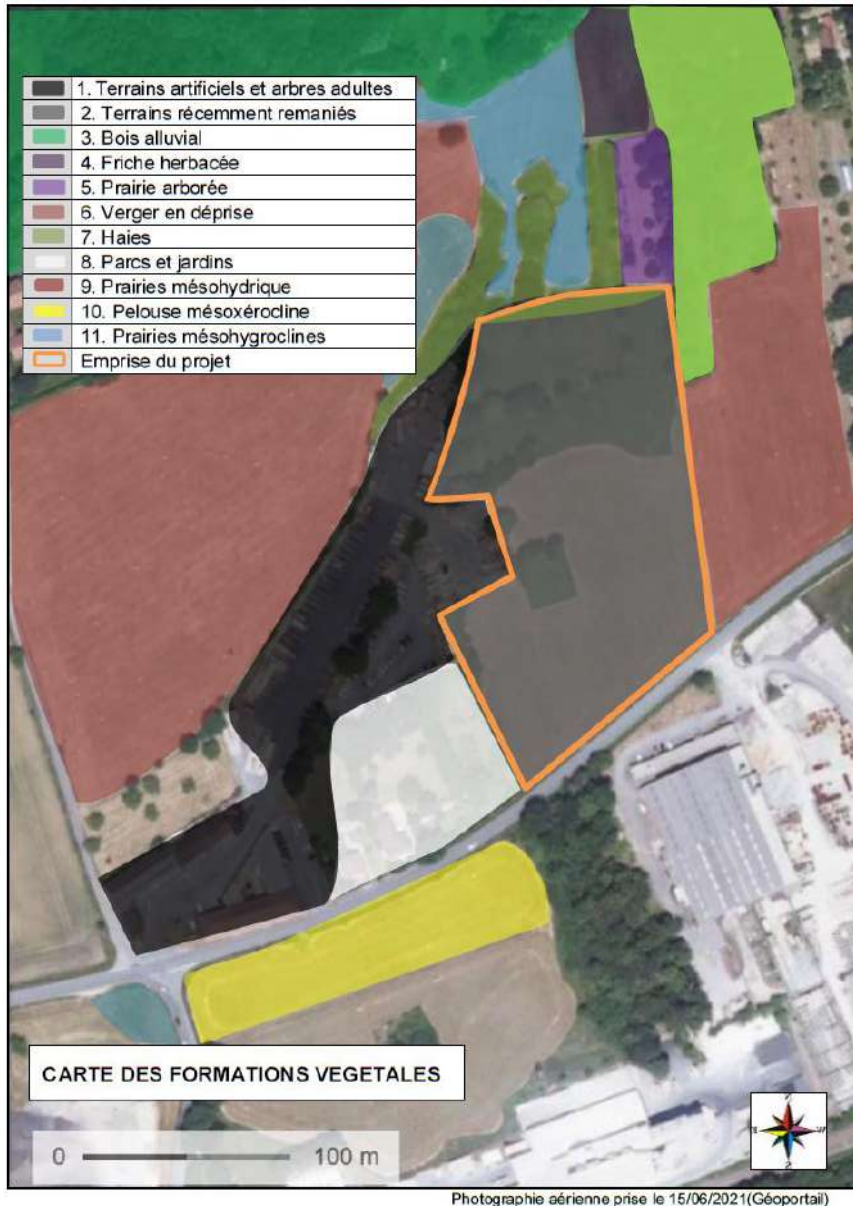 1. Terrains artificiels et arbres adultes
2. Terrains récemment remaniés
3. Bois alluvial
4. Friche herbacée
5. Prairie arborée
6. Verger en déprise
7. Haies
8. Parcs et jardins
9. Prairies mésohydrique
10. Pelouse mésoxérocline
11. Prairies mésohygroclines
Emprise du projet
CARTE DES FORMATIONS VEGETALES
0 100 m
Photographie aérienne prise le 15/06/2021(Géoportail)